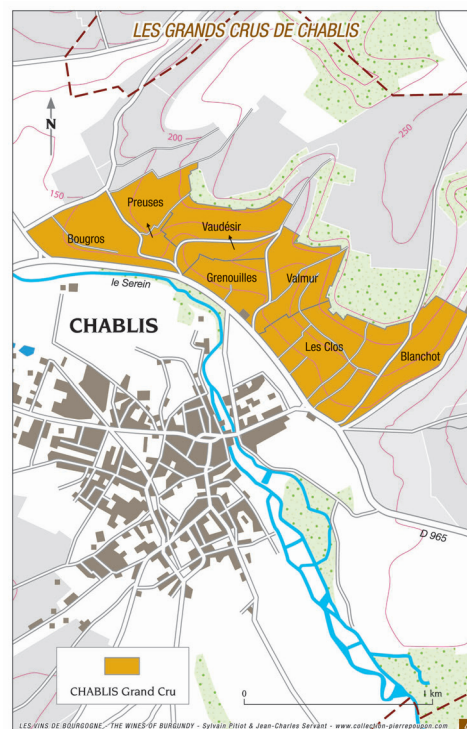 LES GRANDS CRUS DE CHABLIS
N
200
250
150
Preuses
Vaudésir
Bougros
Grenouilles
Valmur
le Serein
CHABLIS
Les Clos
Blanchot
D 965
CHABLIS Grand Cru
0
1 km
LES VINS DE BOURGOGNE - THE WINES OF BURGUNDY - Sylvain Pitiot & Jean-Charles Servant - www.collection-pierrepoupon.com